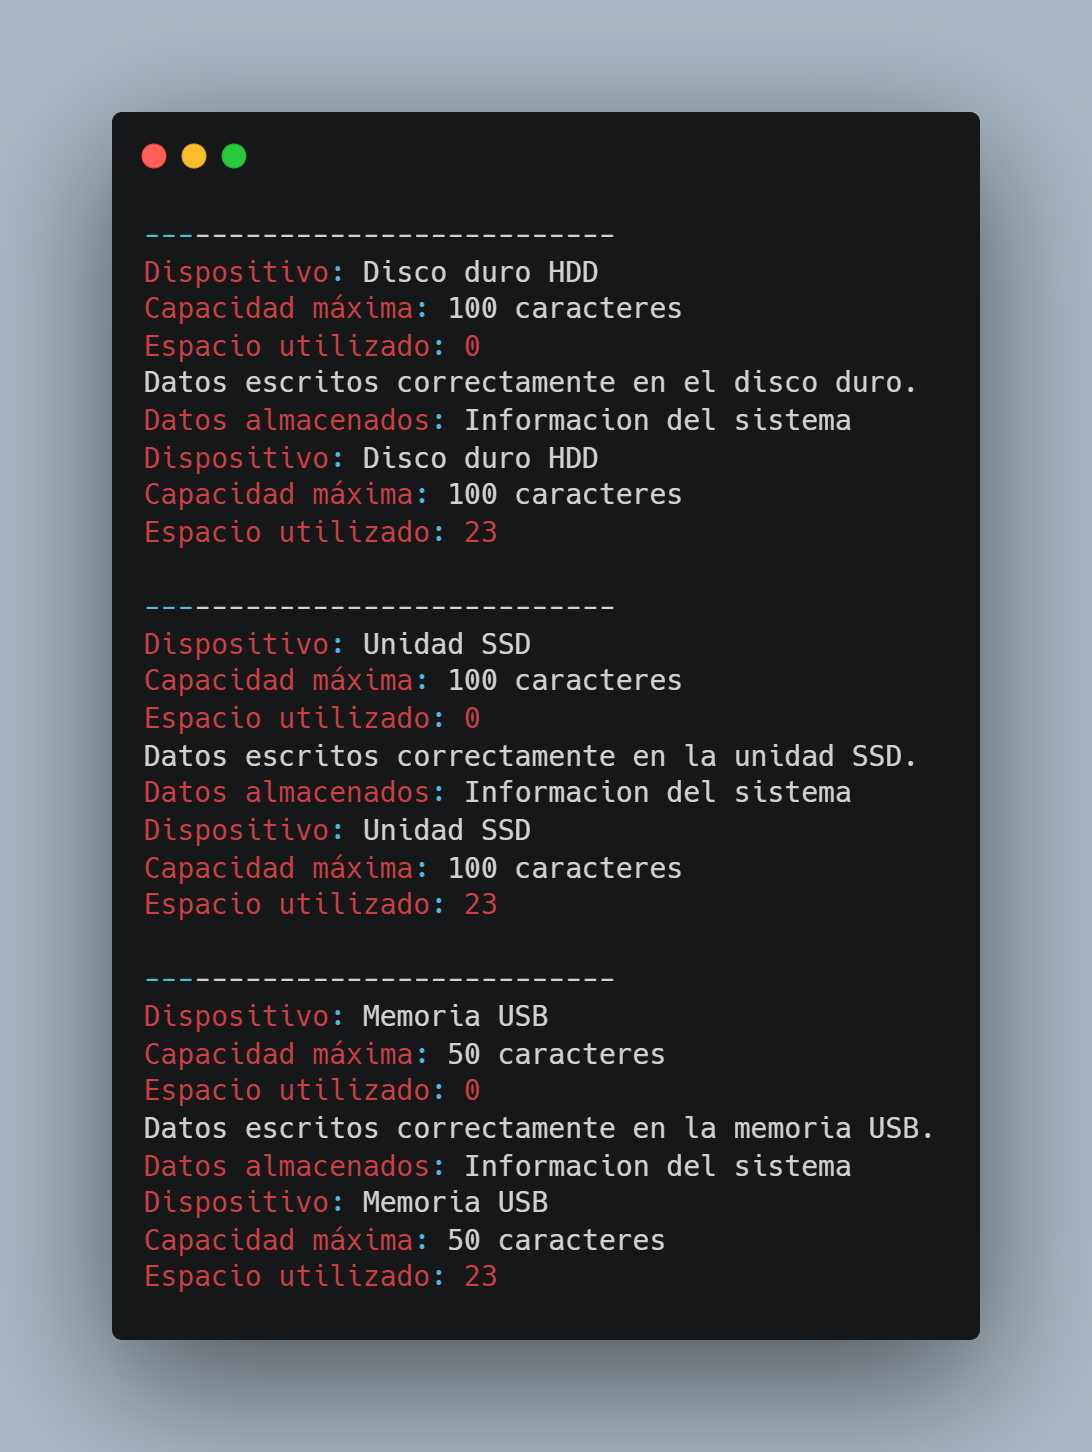 ----------------------------
Dispositivo: Disco duro HDD
Capacidad máxima: 100 caracteres
Espacio utilizado: 0
Datos escritos correctamente en el disco duro.
Datos almacenados: Informacion del sistema
Dispositivo: Disco duro HDD
Capacidad máxima: 100 caracteres
Espacio utilizado: 23

----------------------------
Dispositivo: Unidad SSD
Capacidad máxima: 100 caracteres
Espacio utilizado: 0
Datos escritos correctamente en la unidad SSD.
Datos almacenados: Informacion del sistema
Dispositivo: Unidad SSD
Capacidad máxima: 100 caracteres
Espacio utilizado: 23

----------------------------
Dispositivo: Memoria USB
Capacidad máxima: 50 caracteres
Espacio utilizado: 0
Datos escritos correctamente en la memoria USB.
Datos almacenados: Informacion del sistema
Dispositivo: Memoria USB
Capacidad máxima: 50 caracteres
Espacio utilizado: 23